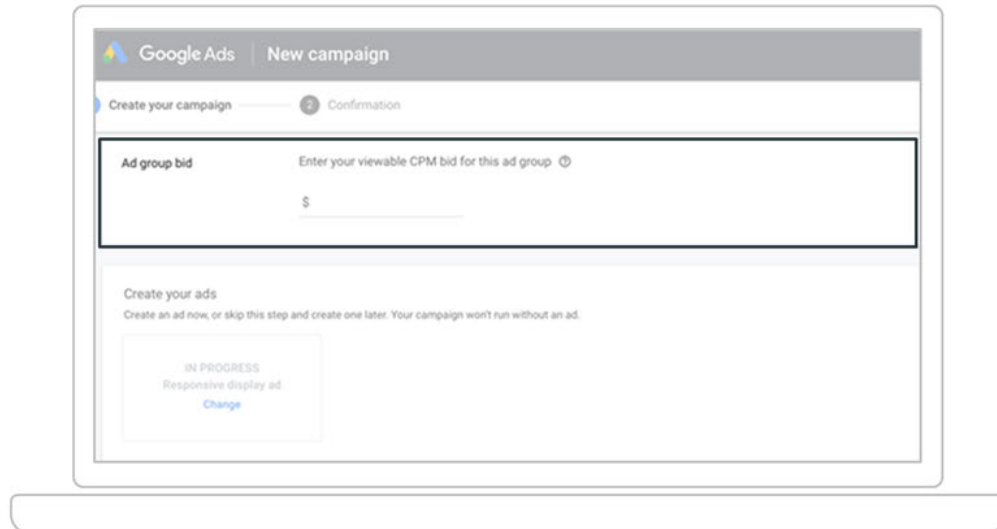 Google Ads New campaign
Create your campaign 2 Confirmation
Ad group bid Enter your viewable CPM bid for this ad group
$
Create your ads
Create an ad now, or skip this step and create one later. Your campaign won't run without an ad.
IN PROGRESS
Responsive display ad
Change